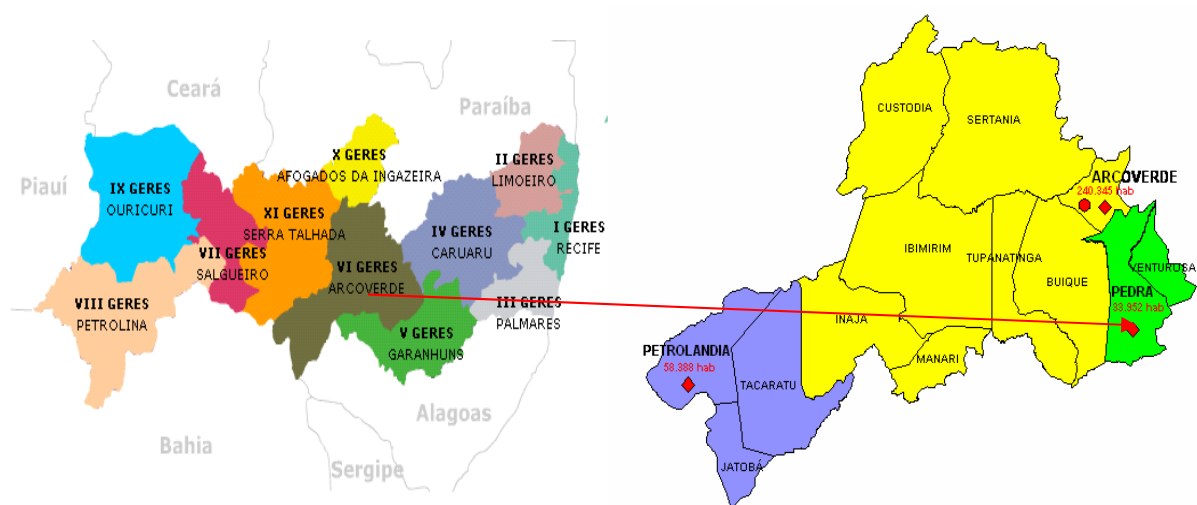 Ceará
Paraíba
Piauí
Bahia
Alagoas
Sergipe
IX GERES
OURICURI
X GERES
AFOGADOS DA INGAZEIRA
II GERES
LIMOEIRO
XI GERES
SERRA TALHADA
I GERES
RECIFE
IV GERES
CARUARU
VII GERES
SALGUEIRO
VI GERES
ARCOVERDE
VIII GERES
PETROLINA
III GERES
PALMARES
V GERES
GARANHUNS
CUSTODIA
SERTANIA
ARCOVERDE
240.345 hab
IBIMIRIM
TUPANATINGA
BUIQUE
VENTUROSA
PEDRA
33.952 hab
INAJA
MANARI
PETROLANDIA
58.388 hab
TACARATU
JATOBÁ